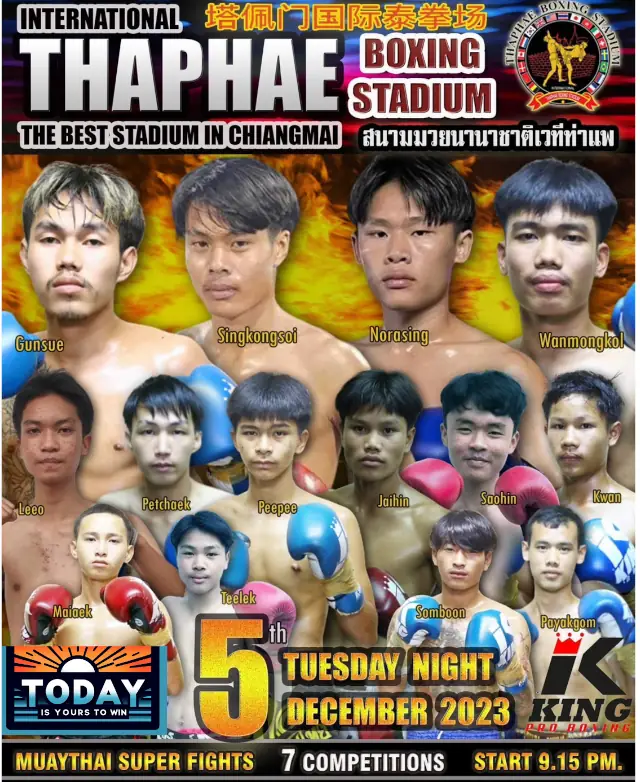 INTERNATIONAL
塔佩门国际泰拳场
THAPHAE
BOXING
STADIUM
THAPHAE BOXING STADIUM
INTERNATIONAL
THE BEST STADIUM IN CHIANGMAI
สนามมวยนานาชาติเวทีท่าแพ
Gunsue
Singkongsoi
Norasing
Wanmongkol
Leeo
Petchaek
Peepee
Jaihin
Saohin
Kwan
Maiaek
Teelek
Somboon
Payakgom
TODAY
IS YOURS TO WIN
5th
TUESDAY NIGHT
DECEMBER 2023
K
KING
PRO BOXING
MUAYTHAI SUPER FIGHTS
7 COMPETITIONS
START 9.15 PM.